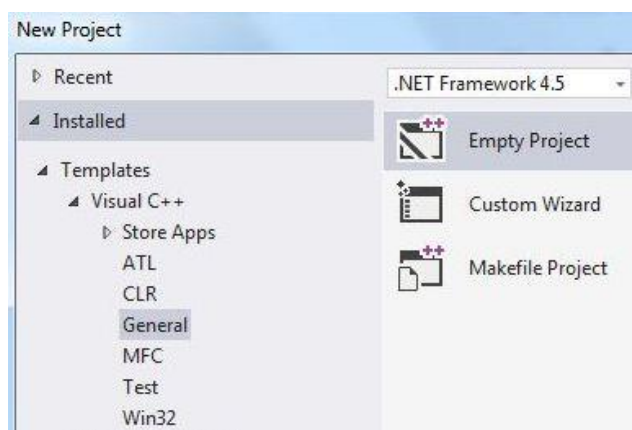 New Project
Recent
Installed
Templates
Visual C++
Store Apps
ATL
CLR
General
MFC
Test
Win32
.NET Framework 4.5
Empty Project
Custom Wizard
Makefile Project